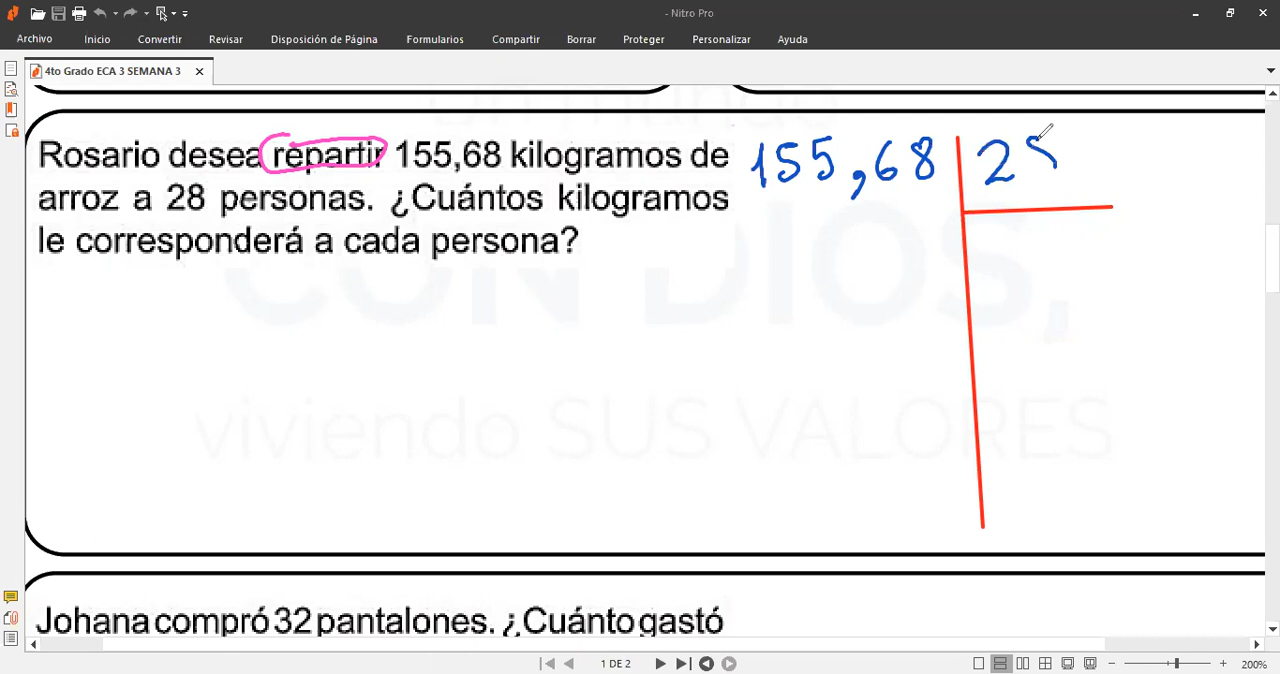 - Nitro Pro
Archivo Inicio Convertir Revisar Disposición de Página Formularios Compartir Borrar Proteger Personalizar Ayuda
4to Grado ECA 3 SEMANA 3
Rosario desea repartir 155,68 kilogramos de
arroz a 28 personas. ¿Cuántos kilogramos
le corresponderá a cada persona?
155,68 2
CON DIOS,
viviendo SUS VALORES
Johana compró 32 pantalones. ¿Cuánto gastó
1 DE 2
200%